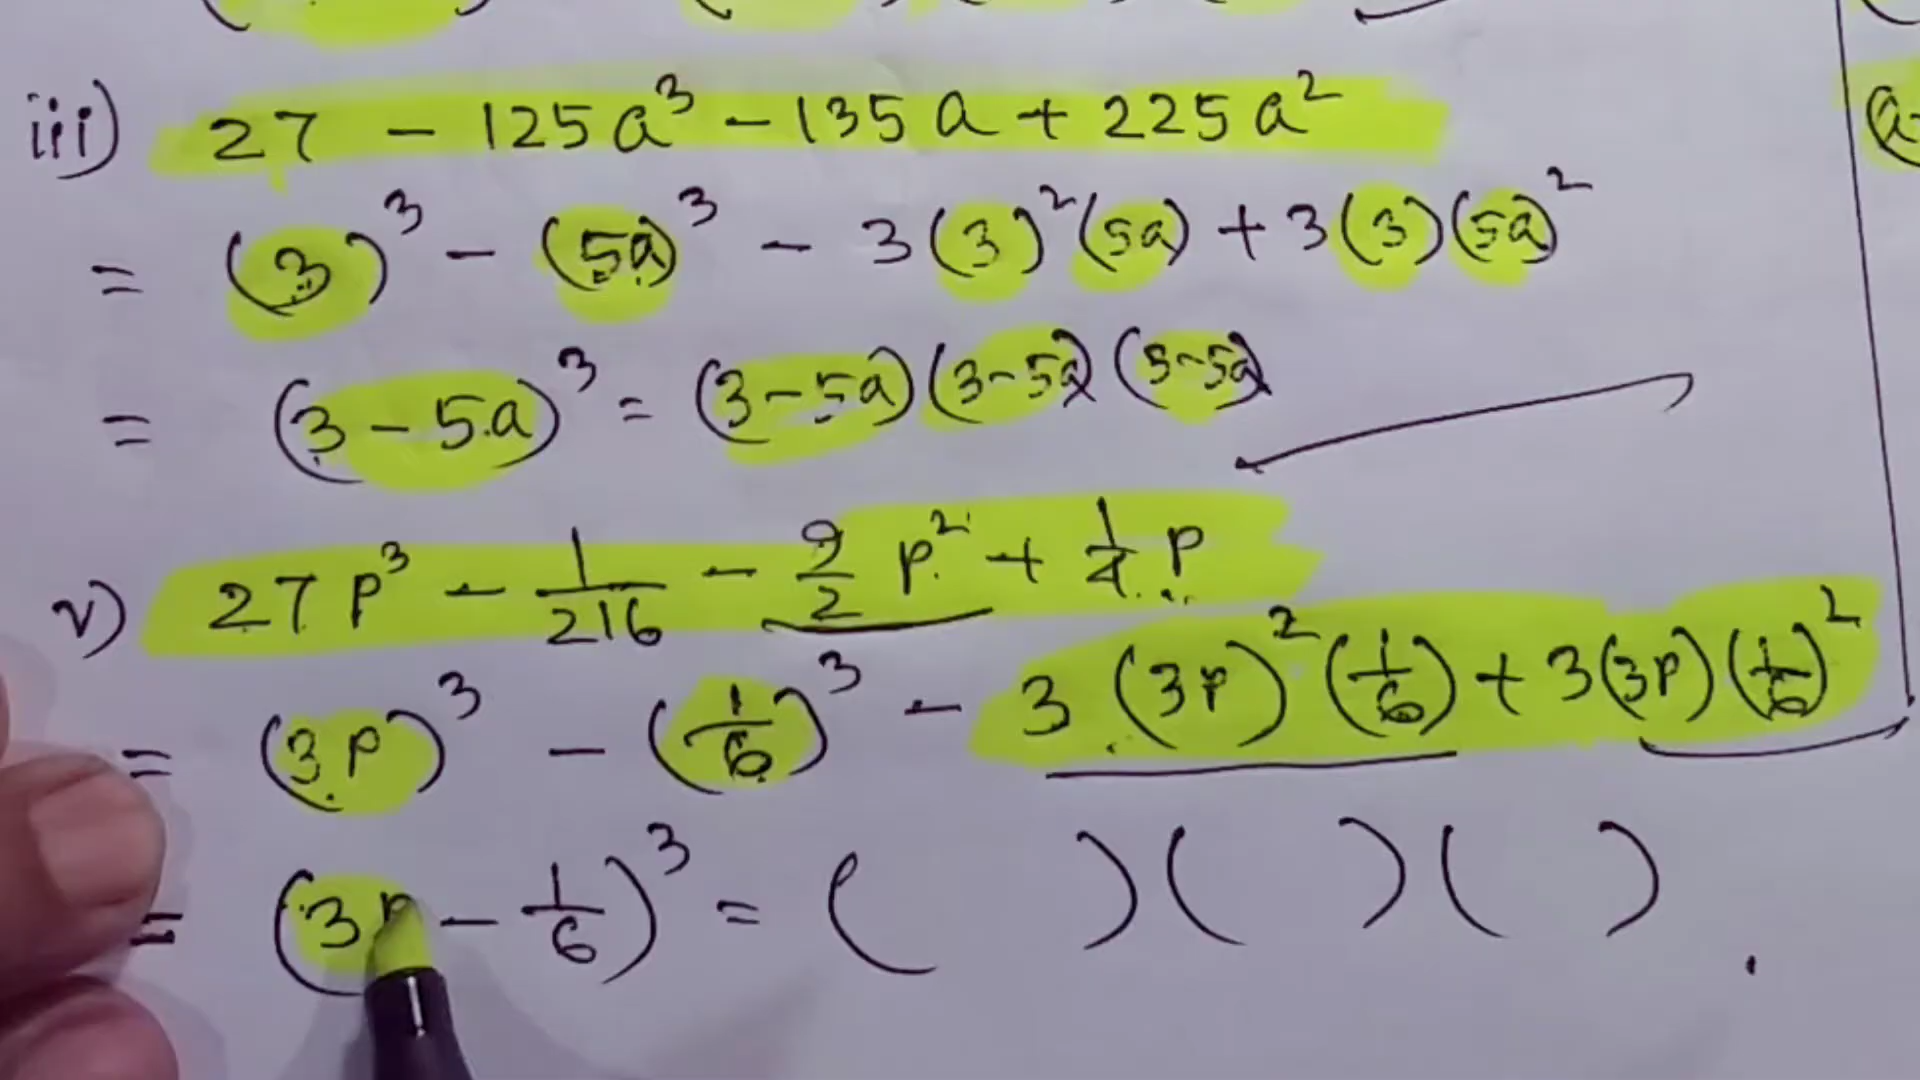 iii) 27 - 125a³ - 135a + 225a²
= (3)³ - (5a)³ - 3(3)²(5a) + 3(3)(5a)²
= (3 - 5a)³ = (3-5a)(3-5a)(3-5a)
v) 27p³ - 1/216 - 9/2 p² + 1/4 p
= (3p)³ - (1/6)³ - 3(3p)²(1/6) + 3(3p)(1/6)²
= (3p - 1/6)³ = ( )( )( ).